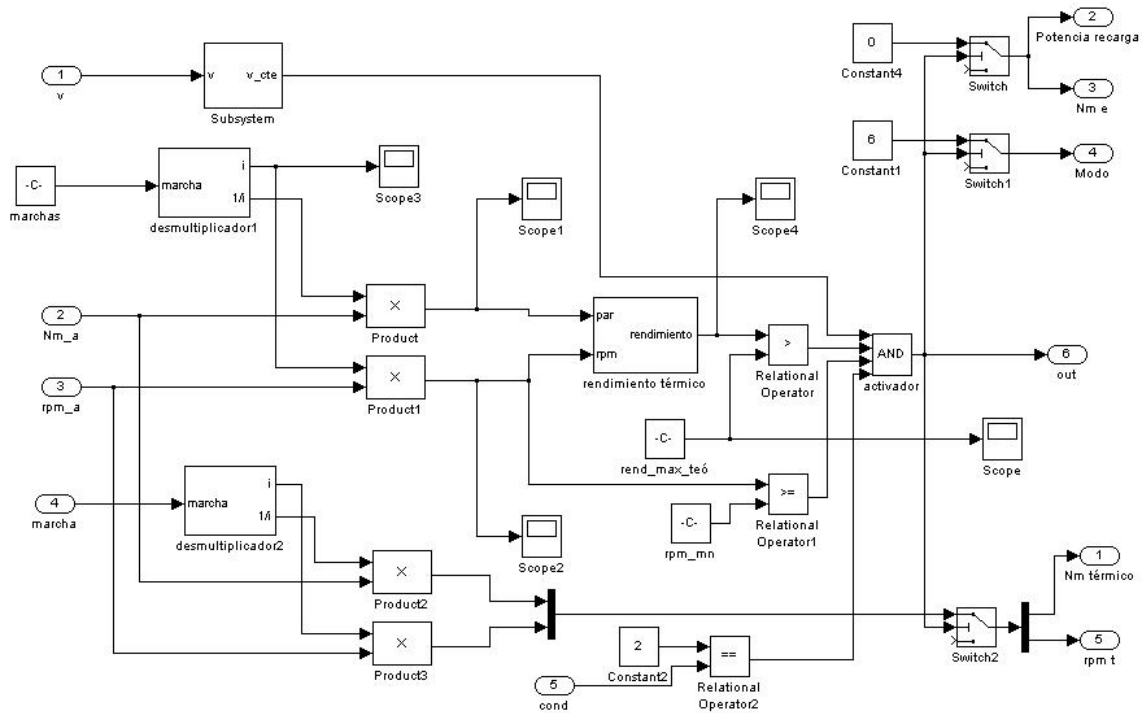 1
v
v
v_cte
Subsystem
0
Constant4
Switch
2
Potencia recarga
3
Nm e
6
Constant1
Switch1
4
Modo
-C-
marchas
marcha
i
1/i
desmultiplicador1
Scope3
Scope1
Scope4
2
Nm_a
×
Product
3
rpm_a
×
Product1
par
rpm
rendimiento
rendimiento térmico
>
Relational
Operator
AND
activador
6
out
-C-
rend_max_teó
Scope
4
marcha
marcha
i
1/i
desmultiplicador2
Scope2
-C-
rpm_mn
>=
Relational
Operator1
×
Product2
×
Product3
2
Constant2
5
cond
==
Relational
Operator2
Switch2
1
Nm térmico
5
rpm t